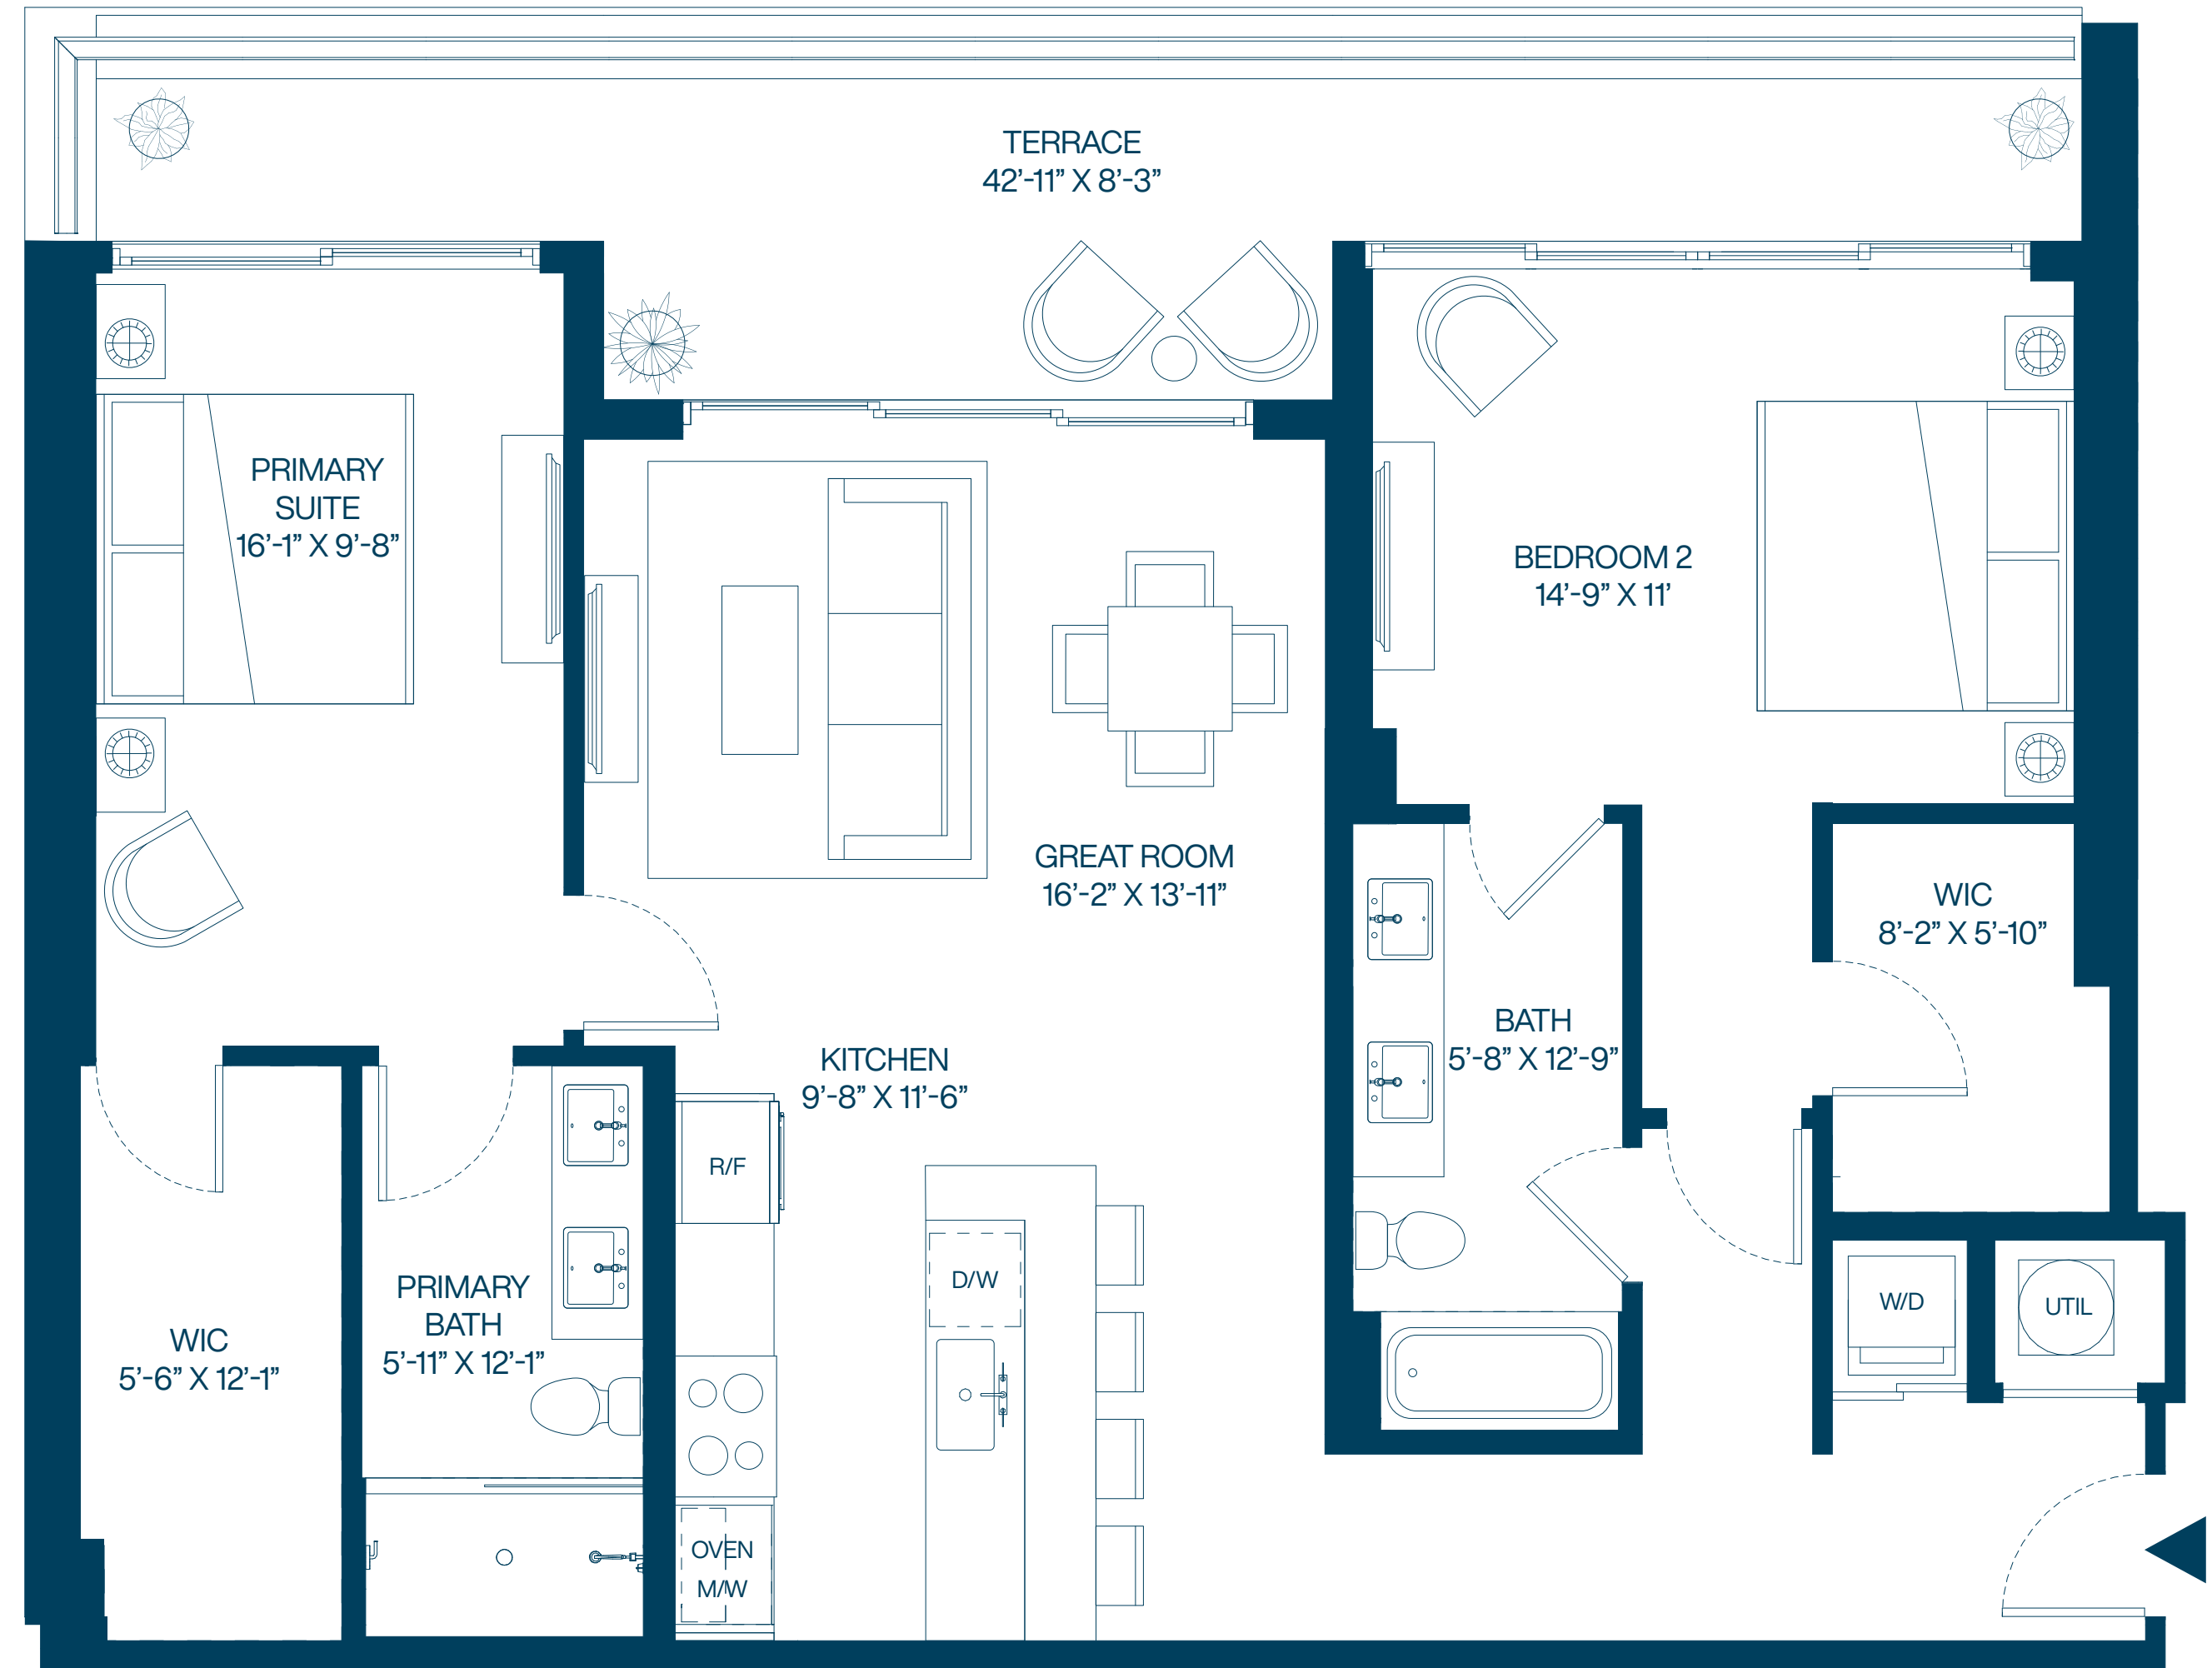 TERRACE
42’-11” X 8’-3”
PRIMARY
SUITE
16’-1” X 9’-8”
BEDROOM 2
14’-9” X 11’
GREAT ROOM
16’-2” X 13’-11”
WIC
8’-2” X 5’-10”
BATH
5’-8” X 12’-9”
KITCHEN
9’-8” X 11’-6”
R/F
D/W
PRIMARY
BATH
5’-11” X 12’-1”
WIC
5’-6” X 12’-1”
W/D
UTIL
OVEN
M/W